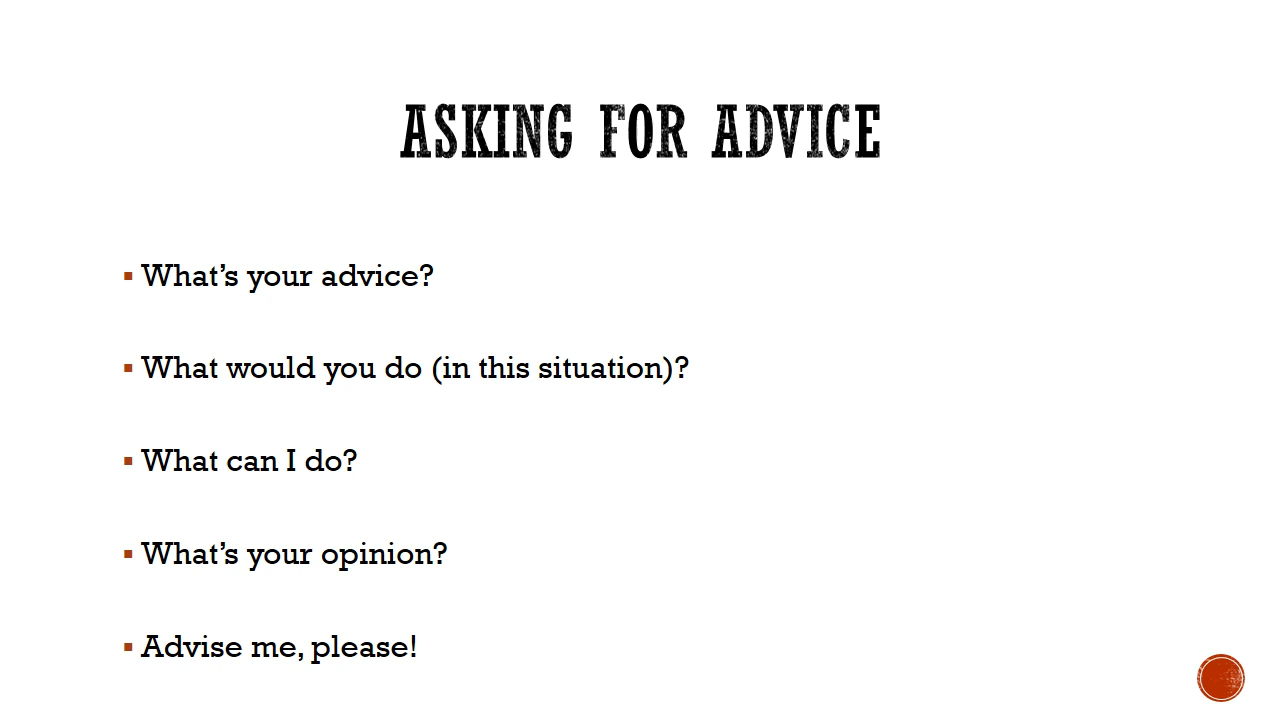 ASKING FOR ADVICE
What's your advice?
What would you do (in this situation)?
What can I do?
What's your opinion?
Advise me, please!